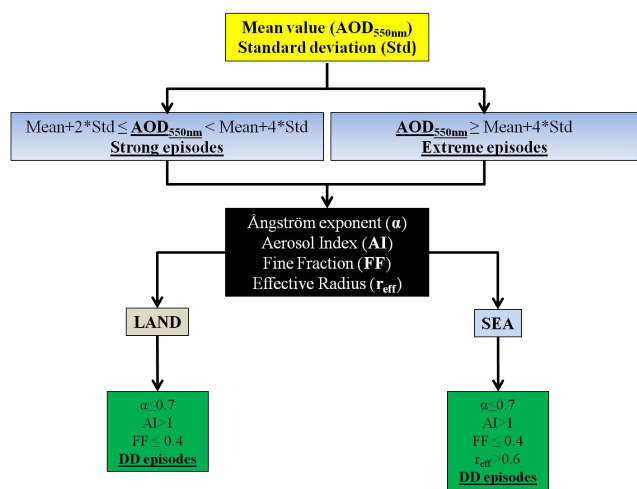 Mean value (AOD550nm)
Standard deviation (Std)
Mean+2*Std ≤ AOD550nm < Mean+4*Std
Strong episodes
AOD550nm ≥ Mean+4*Std
Extreme episodes
Ångström exponent (α)
Aerosol Index (AI)
Fine Fraction (FF)
Effective Radius (reff)
LAND
SEA
α≤0.7
AI>1
FF ≤ 0.4
DD episodes
α≤0.7
AI>1
FF ≤ 0.4
reff >0.6
DD episodes